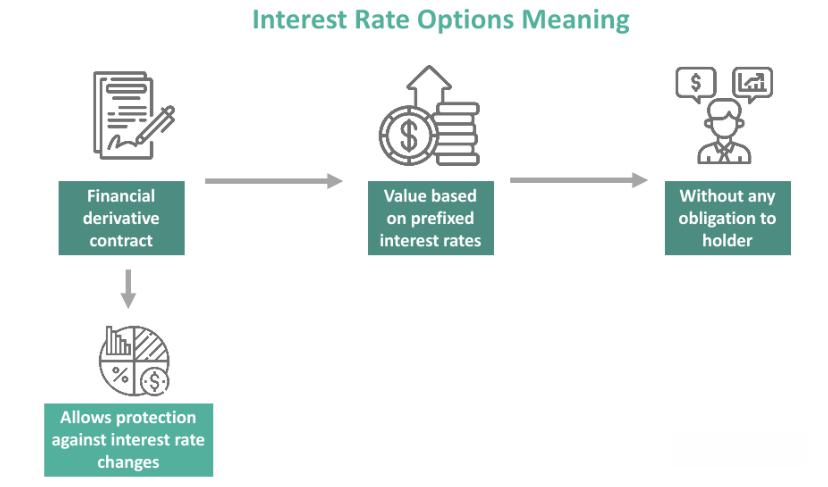 Interest Rate Options Meaning
$
$
Financial
derivative
contract
Value based
on prefixed
interest rates
Without any
obligation to
holder
%
$
Allows protection
against interest rate
changes